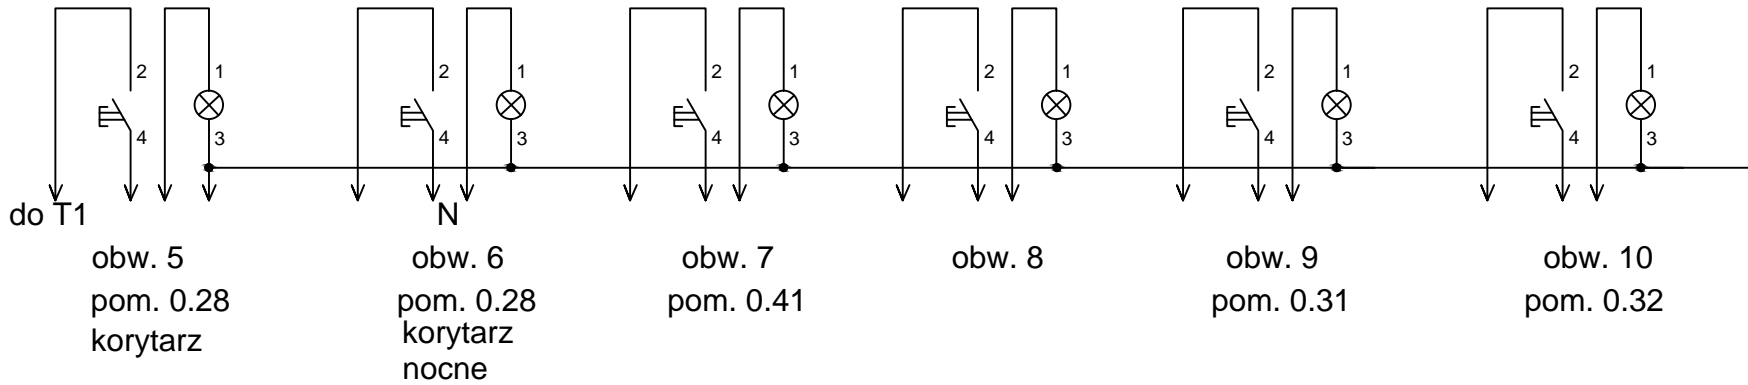 2 1 2 1 2 1 2 1 2 1 2 1
4 3 4 3 4 3 4 3 4 3 4 3
do T1 N
obw. 5 obw. 6 obw. 7 obw. 8 obw. 9 obw. 10
pom. 0.28 pom. 0.28 pom. 0.41 pom. 0.31 pom. 0.32
korytarz korytarz
nocne